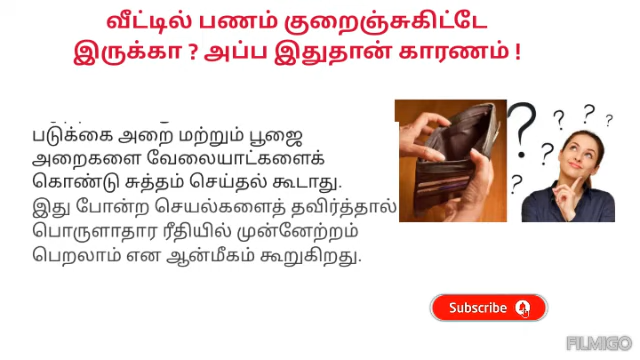 வீட்டில் பணம் குறைஞ்சுகிட்டே
இருக்கா ? அப்ப இதுதான் காரணம் !
படுக்கை அறை மற்றும் பூஜை
அறைகளை வேலையாட்களைக்
கொண்டு சுத்தம் செய்தல் கூடாது.
இது போன்ற செயல்களைத் தவிர்த்தால்
பொருளாதார ரீதியில் முன்னேற்றம்
பெறலாம் என ஆன்மீகம் கூறுகிறது.
Subscribe
FILMIGO